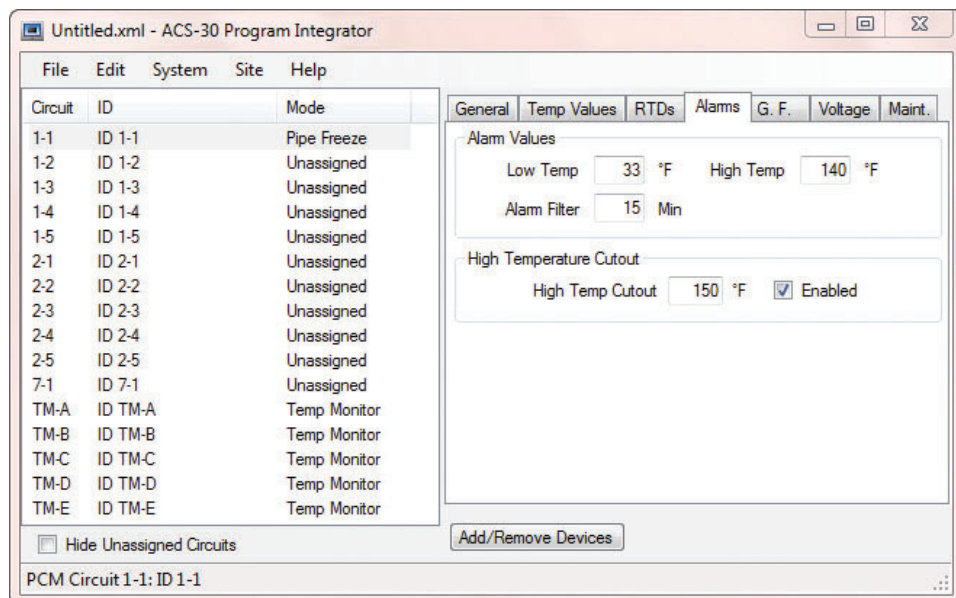 Untitled.xml - ACS-30 Program Integrator
File Edit System Site Help
Circuit ID Mode
1-1 ID 1-1 Pipe Freeze
1-2 ID 1-2 Unassigned
1-3 ID 1-3 Unassigned
1-4 ID 1-4 Unassigned
1-5 ID 1-5 Unassigned
2-1 ID 2-1 Unassigned
2-2 ID 2-2 Unassigned
2-3 ID 2-3 Unassigned
2-4 ID 2-4 Unassigned
2-5 ID 2-5 Unassigned
7-1 ID 7-1 Unassigned
TM-A ID TM-A Temp Monitor
TM-B ID TM-B Temp Monitor
TM-C ID TM-C Temp Monitor
TM-D ID TM-D Temp Monitor
TM-E ID TM-E Temp Monitor
Hide Unassigned Circuits
General Temp Values RTDs Alarms G. F. Voltage Maint.
Alarm Values
Low Temp 33 °F High Temp 140 °F
Alarm Filter 15 Min
High Temperature Cutout
High Temp Cutout 150 °F Enabled
Add/Remove Devices
PCM Circuit 1-1: ID 1-1